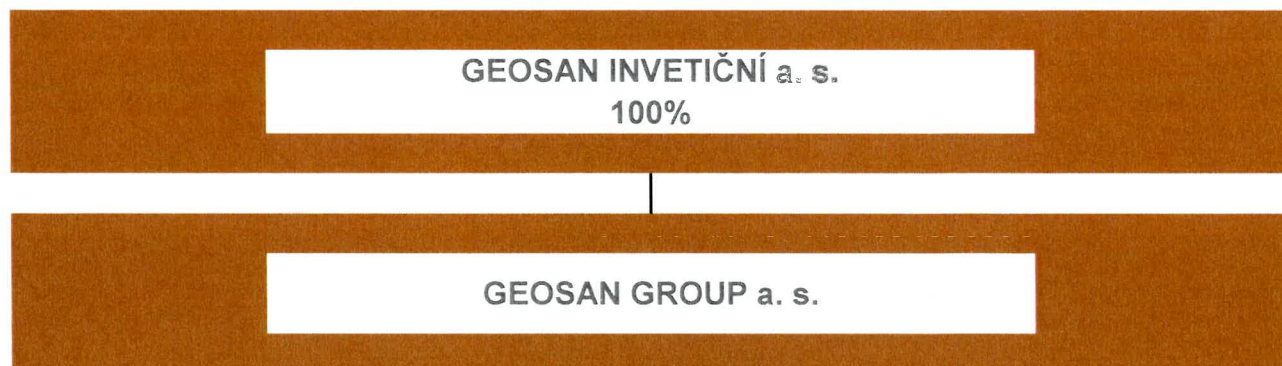 GEOSAN INVETIČNÍ a. s.
100%
GEOSAN GROUP a. s.